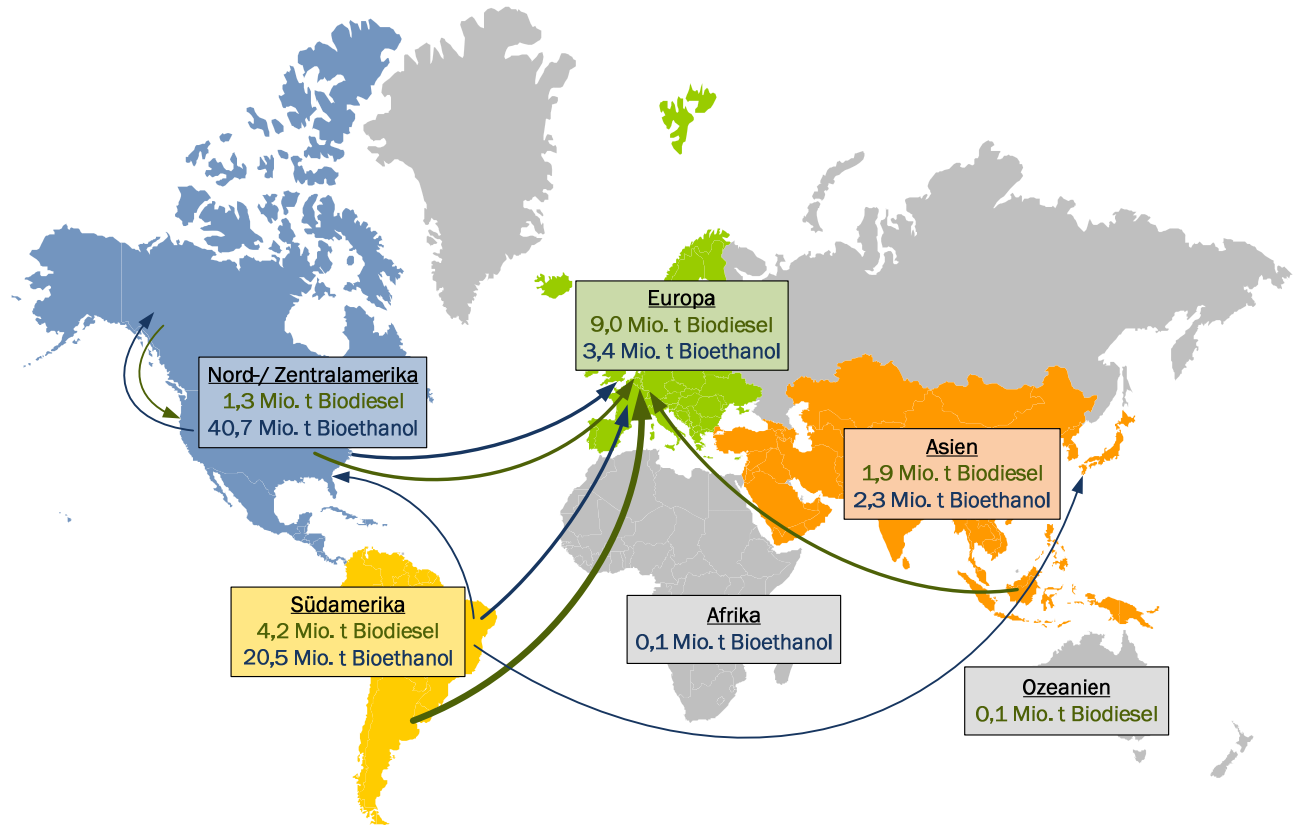 Europa
9,0 Mio. t Biodiesel
3,4 Mio. t Bioethanol
Nord-/ Zentralamerika
1,3 Mio. t Biodiesel
40,7 Mio. t Bioethanol
Asien
1,9 Mio. t Biodiesel
2,3 Mio. t Bioethanol
Südamerika
4,2 Mio. t Biodiesel
20,5 Mio. t Bioethanol
Afrika
0,1 Mio. t Bioethanol
Ozeanien
0,1 Mio. t Biodiesel